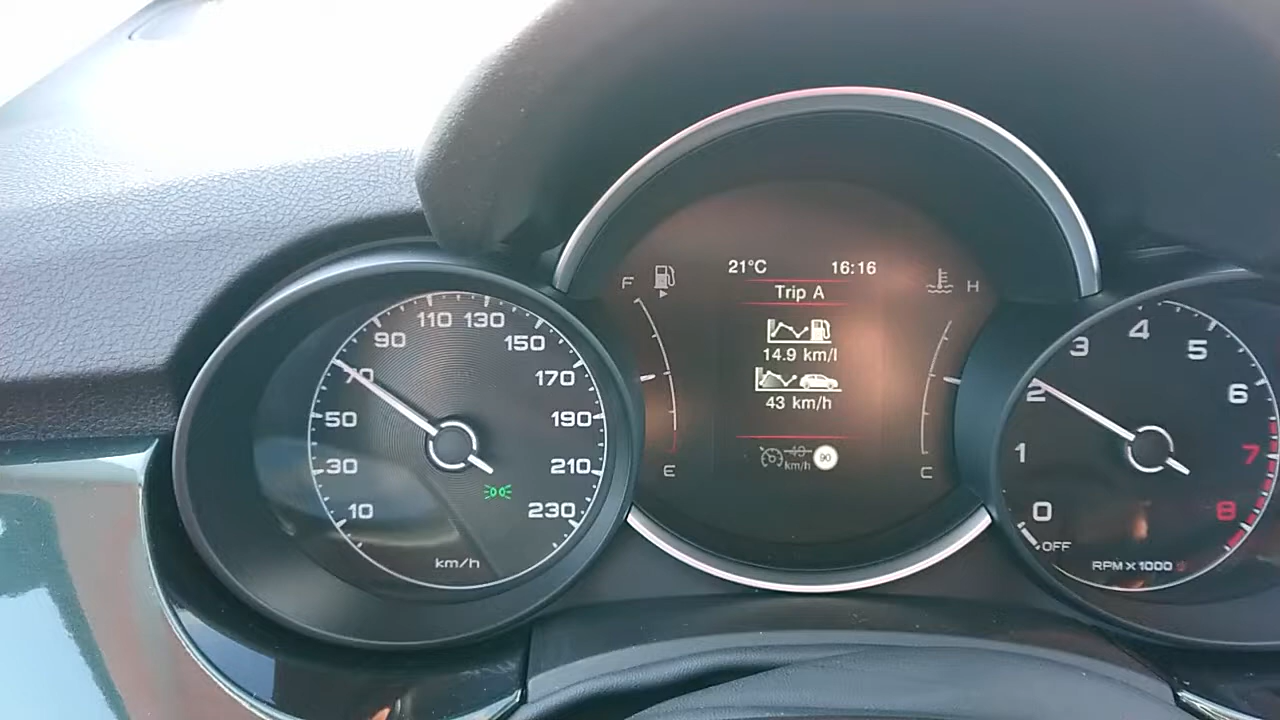 110 130
90 150
70 170
50 190
30 210
10 230
km/h
F
E
21°C 16:16
Trip A
14.9 km/l
43 km/h
km/h 90
H
C
4
3 5
2 6
1 7
0 8
OFF
RPM X 1000